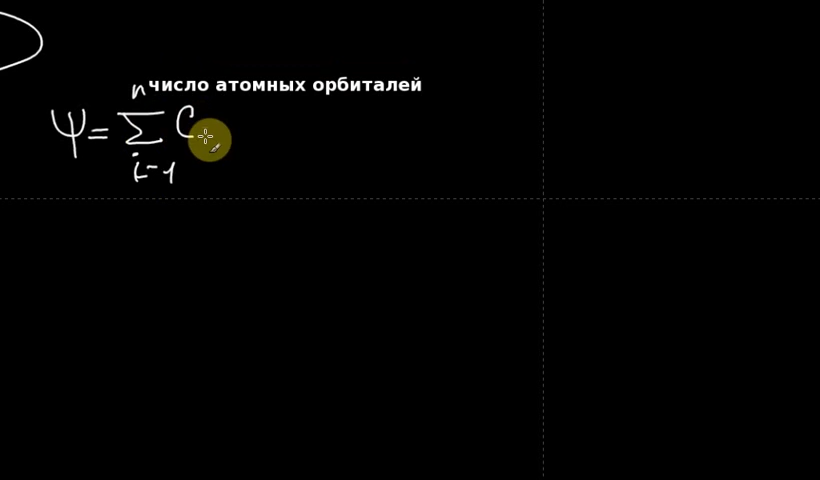 n число атомных орбиталей
Ψ = Σ C
i-1